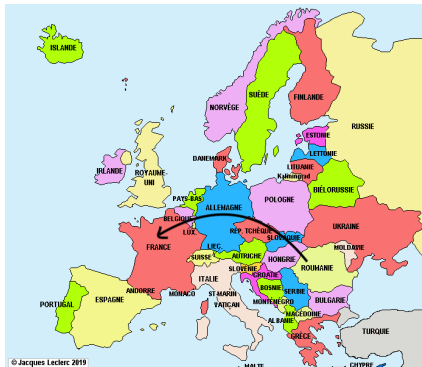 ISLANDE
NORVÈGE
SUÈDE
FINLANDE
RUSSIE
ESTONIE
LETTONIE
LITUANIE
Kaliningrad
DANEMARK
IRLANDE
ROYAUME-
UNI
PAYS-BAS
ALLEMAGNE
POLOGNE
BIÉLORUSSIE
BELGIQUE
LUX.
RÉP. TCHÈQUE
SLOVAQUIE
UKRAINE
MOLDAVIE
FRANCE
LIEC.
SUISSE
AUTRICHE
HONGRIE
ROUMANIE
SLOVÉNIE
CROATIE
ITALIE
BOSNIE
SERBIE
ANDORRE
MONACO
ST-MARIN
VATICAN
MONTÉNÉGRO
BULGARIE
PORTUGAL
ESPAGNE
MACÉDOINE
ALBANIE
GRÈCE
TURQUIE
MALTE
CHYPRE
© Jacques Leclerc 2019